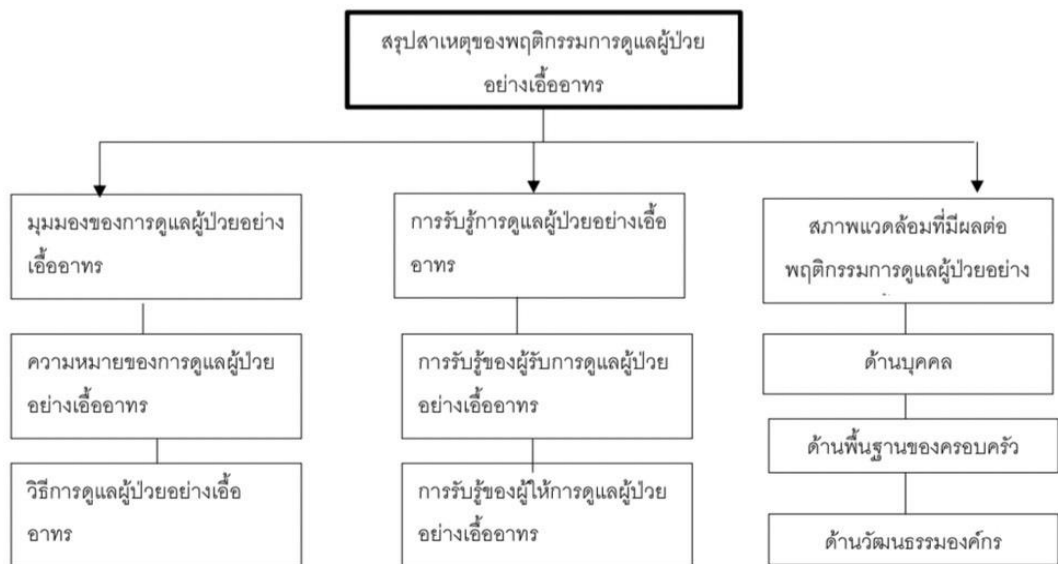 สรุปสาเหตุของพฤติกรรมการดูแลผู้ป่วย
อย่างเอื้ออาทร
มุมมองของการดูแลผู้ป่วยอย่าง
เอื้ออาทร
ความหมายของการดูแลผู้ป่วย
อย่างเอื้ออาทร
วิธีการดูแลผู้ป่วยอย่างเอื้อ
อาทร
การรับรู้การดูแลผู้ป่วยอย่างเอื้อ
อาทร
การรับรู้ของผู้รับการดูแลผู้ป่วย
อย่างเอื้ออาทร
การรับรู้ของผู้ให้การดูแลผู้ป่วย
อย่างเอื้ออาทร
สภาพแวดล้อมที่มีผลต่อ
พฤติกรรมการดูแลผู้ป่วยอย่าง
ด้านบุคคล
ด้านพื้นฐานของครอบครัว
ด้านวัฒนธรรมองค์กร